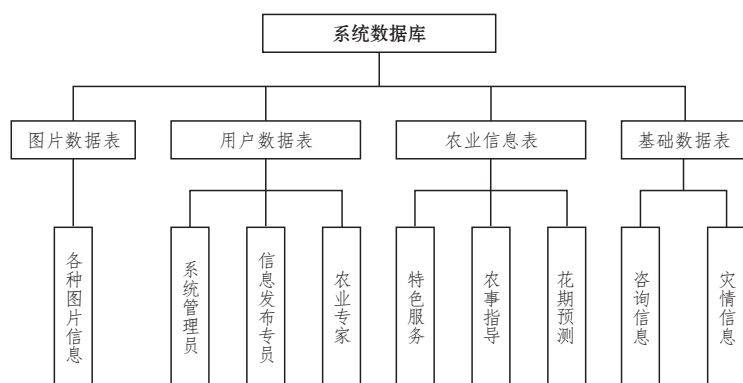 系统数据库
图片数据表
用户数据表
农业信息表
基础数据表
各种图片信息
系统管理员
信息发布专员
农业专家
特色服务
农事指导
花期预测
咨询信息
灾情信息